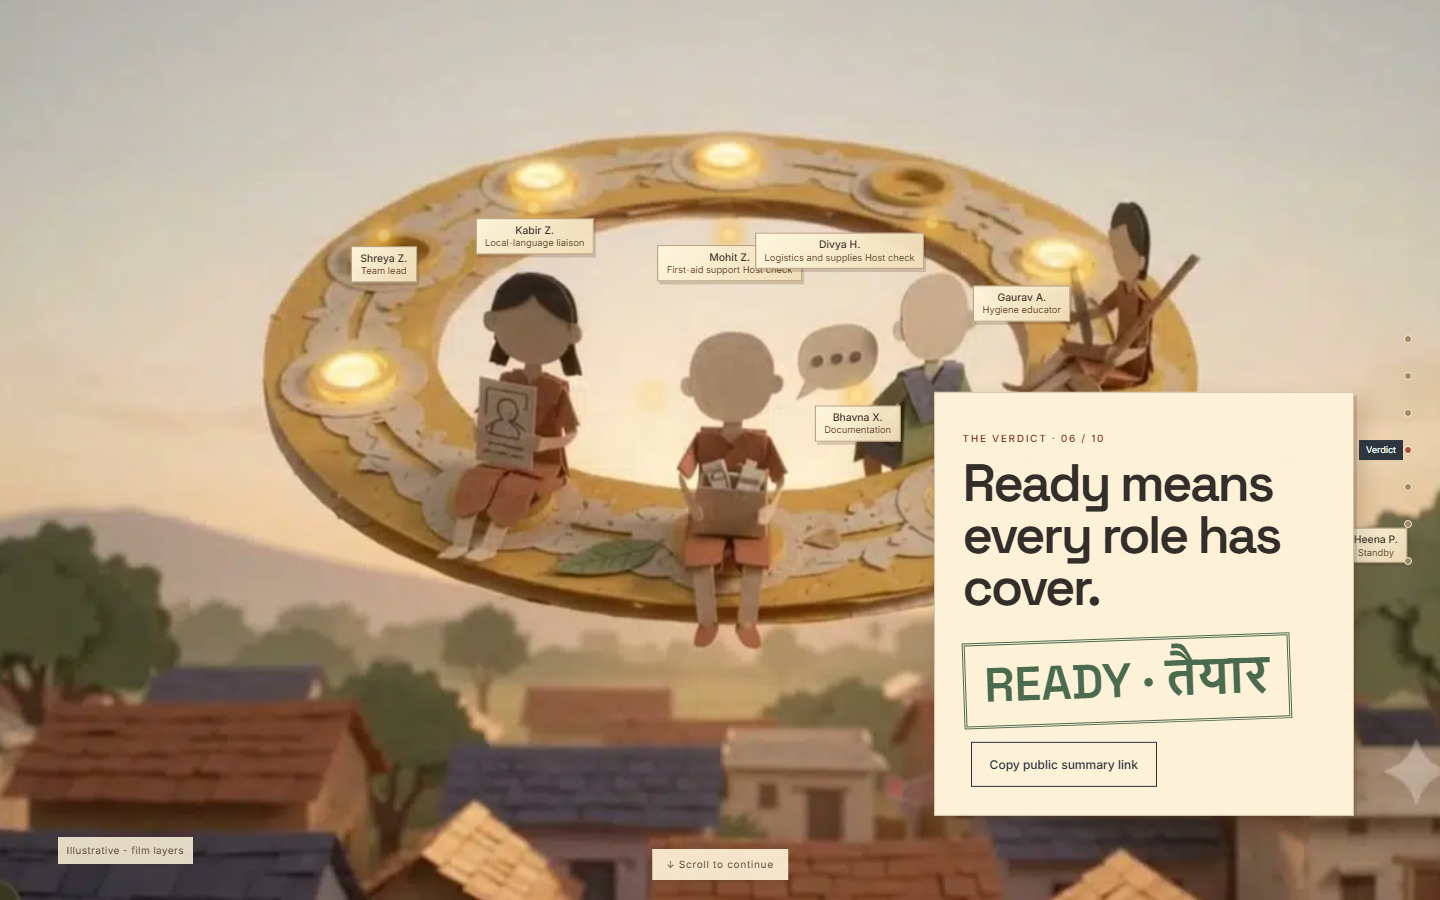 Kabir Z.
Local-language liaison
Shreya Z.
Team lead
Mohit Z.
First-aid support Host check
Divya H.
Logistics and supplies Host check
Gaurav A.
Hygiene educator
Bhavna X.
Documentation
THE VERDICT · 06 / 10
Ready means
every role has
cover.
READY · तैयार
Copy public summary link
Verdict
Heena P.
Standby
Illustrative - film layers
↓ Scroll to continue